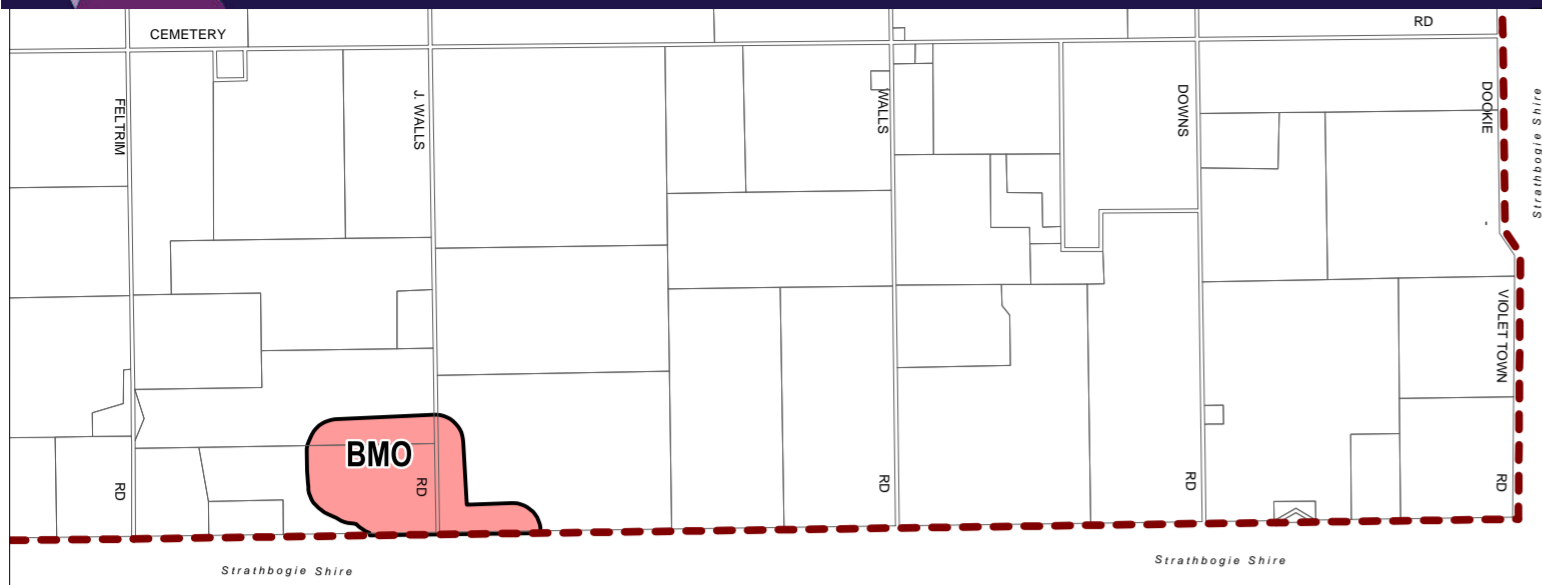 CEMETERY
RD
FELTRIM
J. WALLS
WALLS
DOWNS
DOOKIE
Strathbogie Shire
VIOLET TOWN
BMO
RD
RD
RD
RD
RD
Strathbogie Shire
Strathbogie Shire